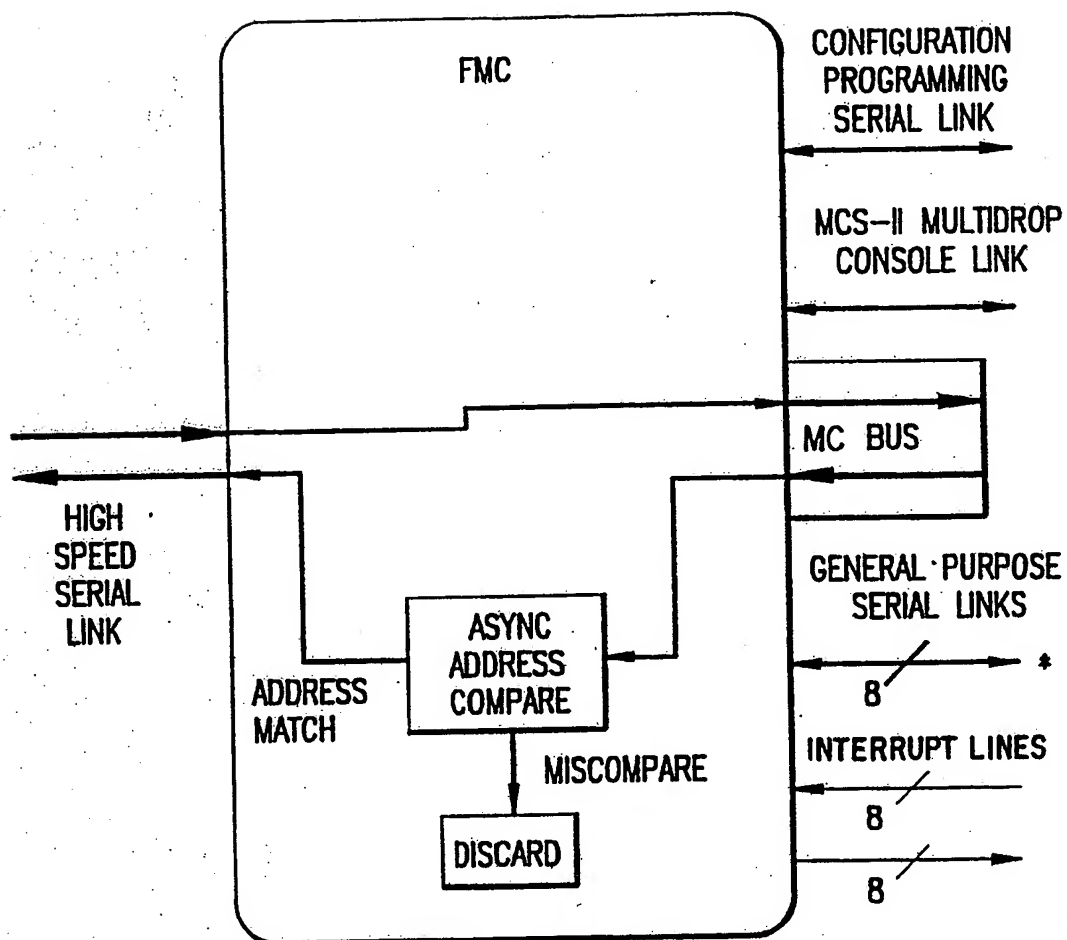 FMC
CONFIGURATION
PROGRAMMING
SERIAL LINK
MCS-II MULTIDROP
CONSOLE LINK
MC BUS
HIGH
SPEED
SERIAL
LINK
GENERAL PURPOSE
SERIAL LINKS
*
8
ASYNC
ADDRESS
COMPARE
ADDRESS
MATCH
MISCOMPARE
DISCARD
INTERRUPT LINES
8
8